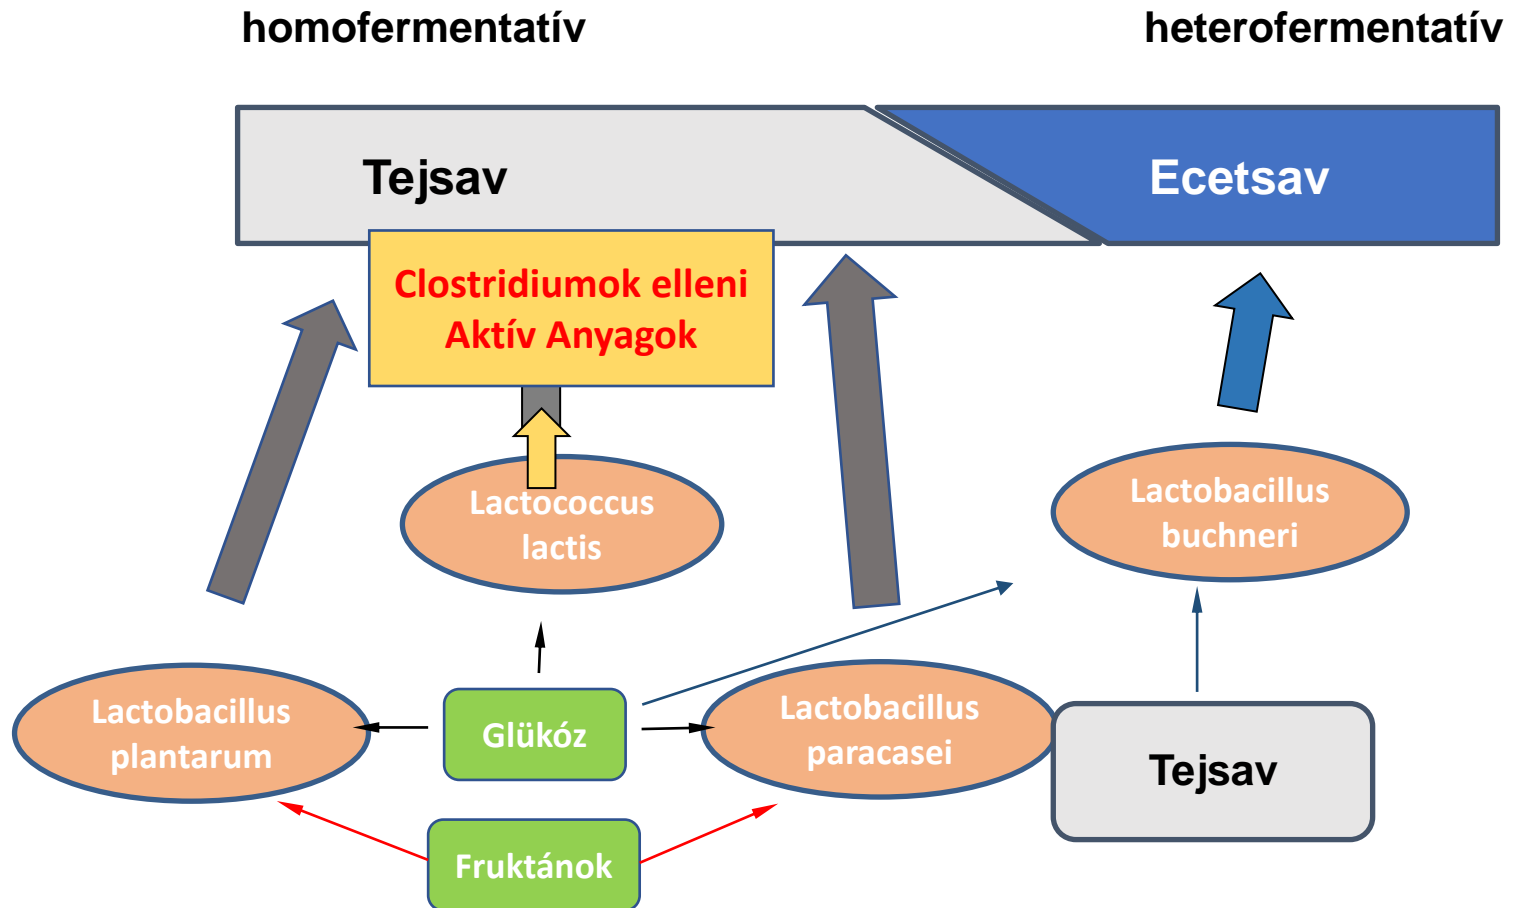 homofermentatív
heterofermentatív
Tejsav
Ecetsav
Clostridiumok elleni
Aktív Anyagok
Lactococcus
lactis
Lactobacillus
buchneri
Lactobacillus
plantarum
Glükóz
Lactobacillus
paracasei
Tejsav
Fruktánok